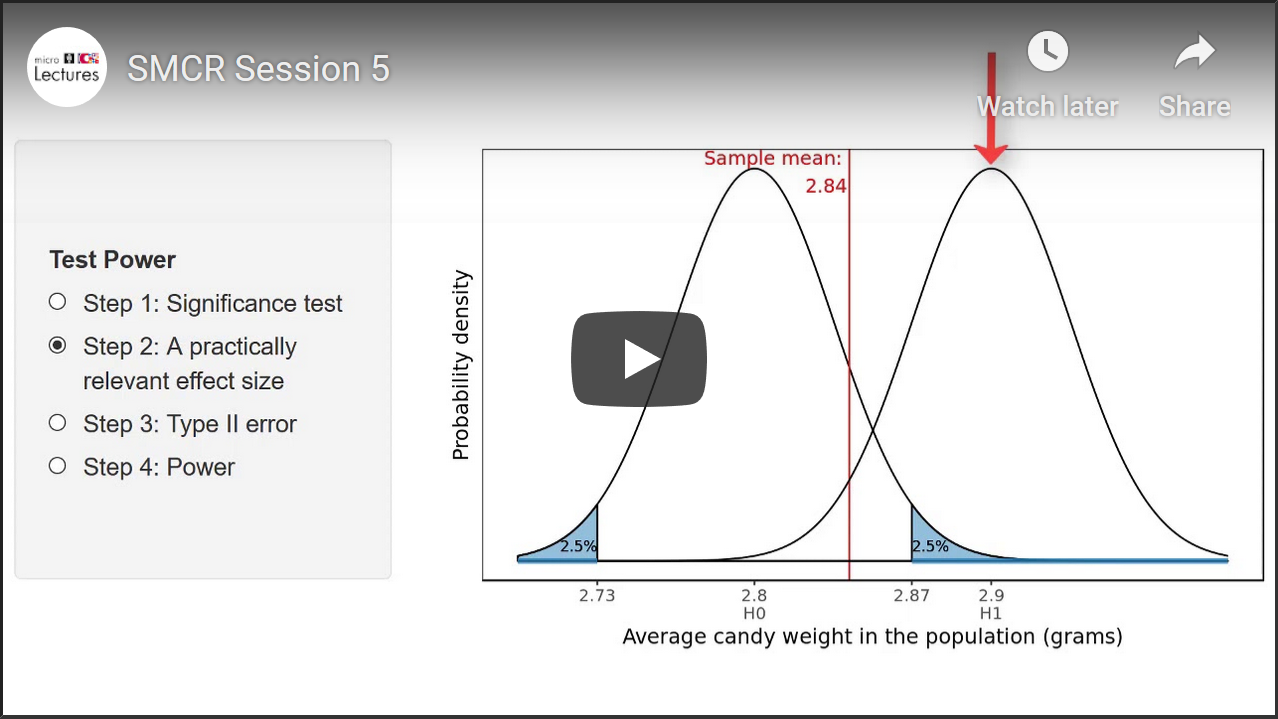 micro
Lectures
SMCR Session 5
Watch later
Share
Test Power
Step 1: Significance test
Step 2: A practically
relevant effect size
Step 3: Type II error
Step 4: Power
Sample mean:
2.84
Probability density
2.5%
2.5%
2.73
2.8
2.87
2.9
H0
H1
Average candy weight in the population (grams)